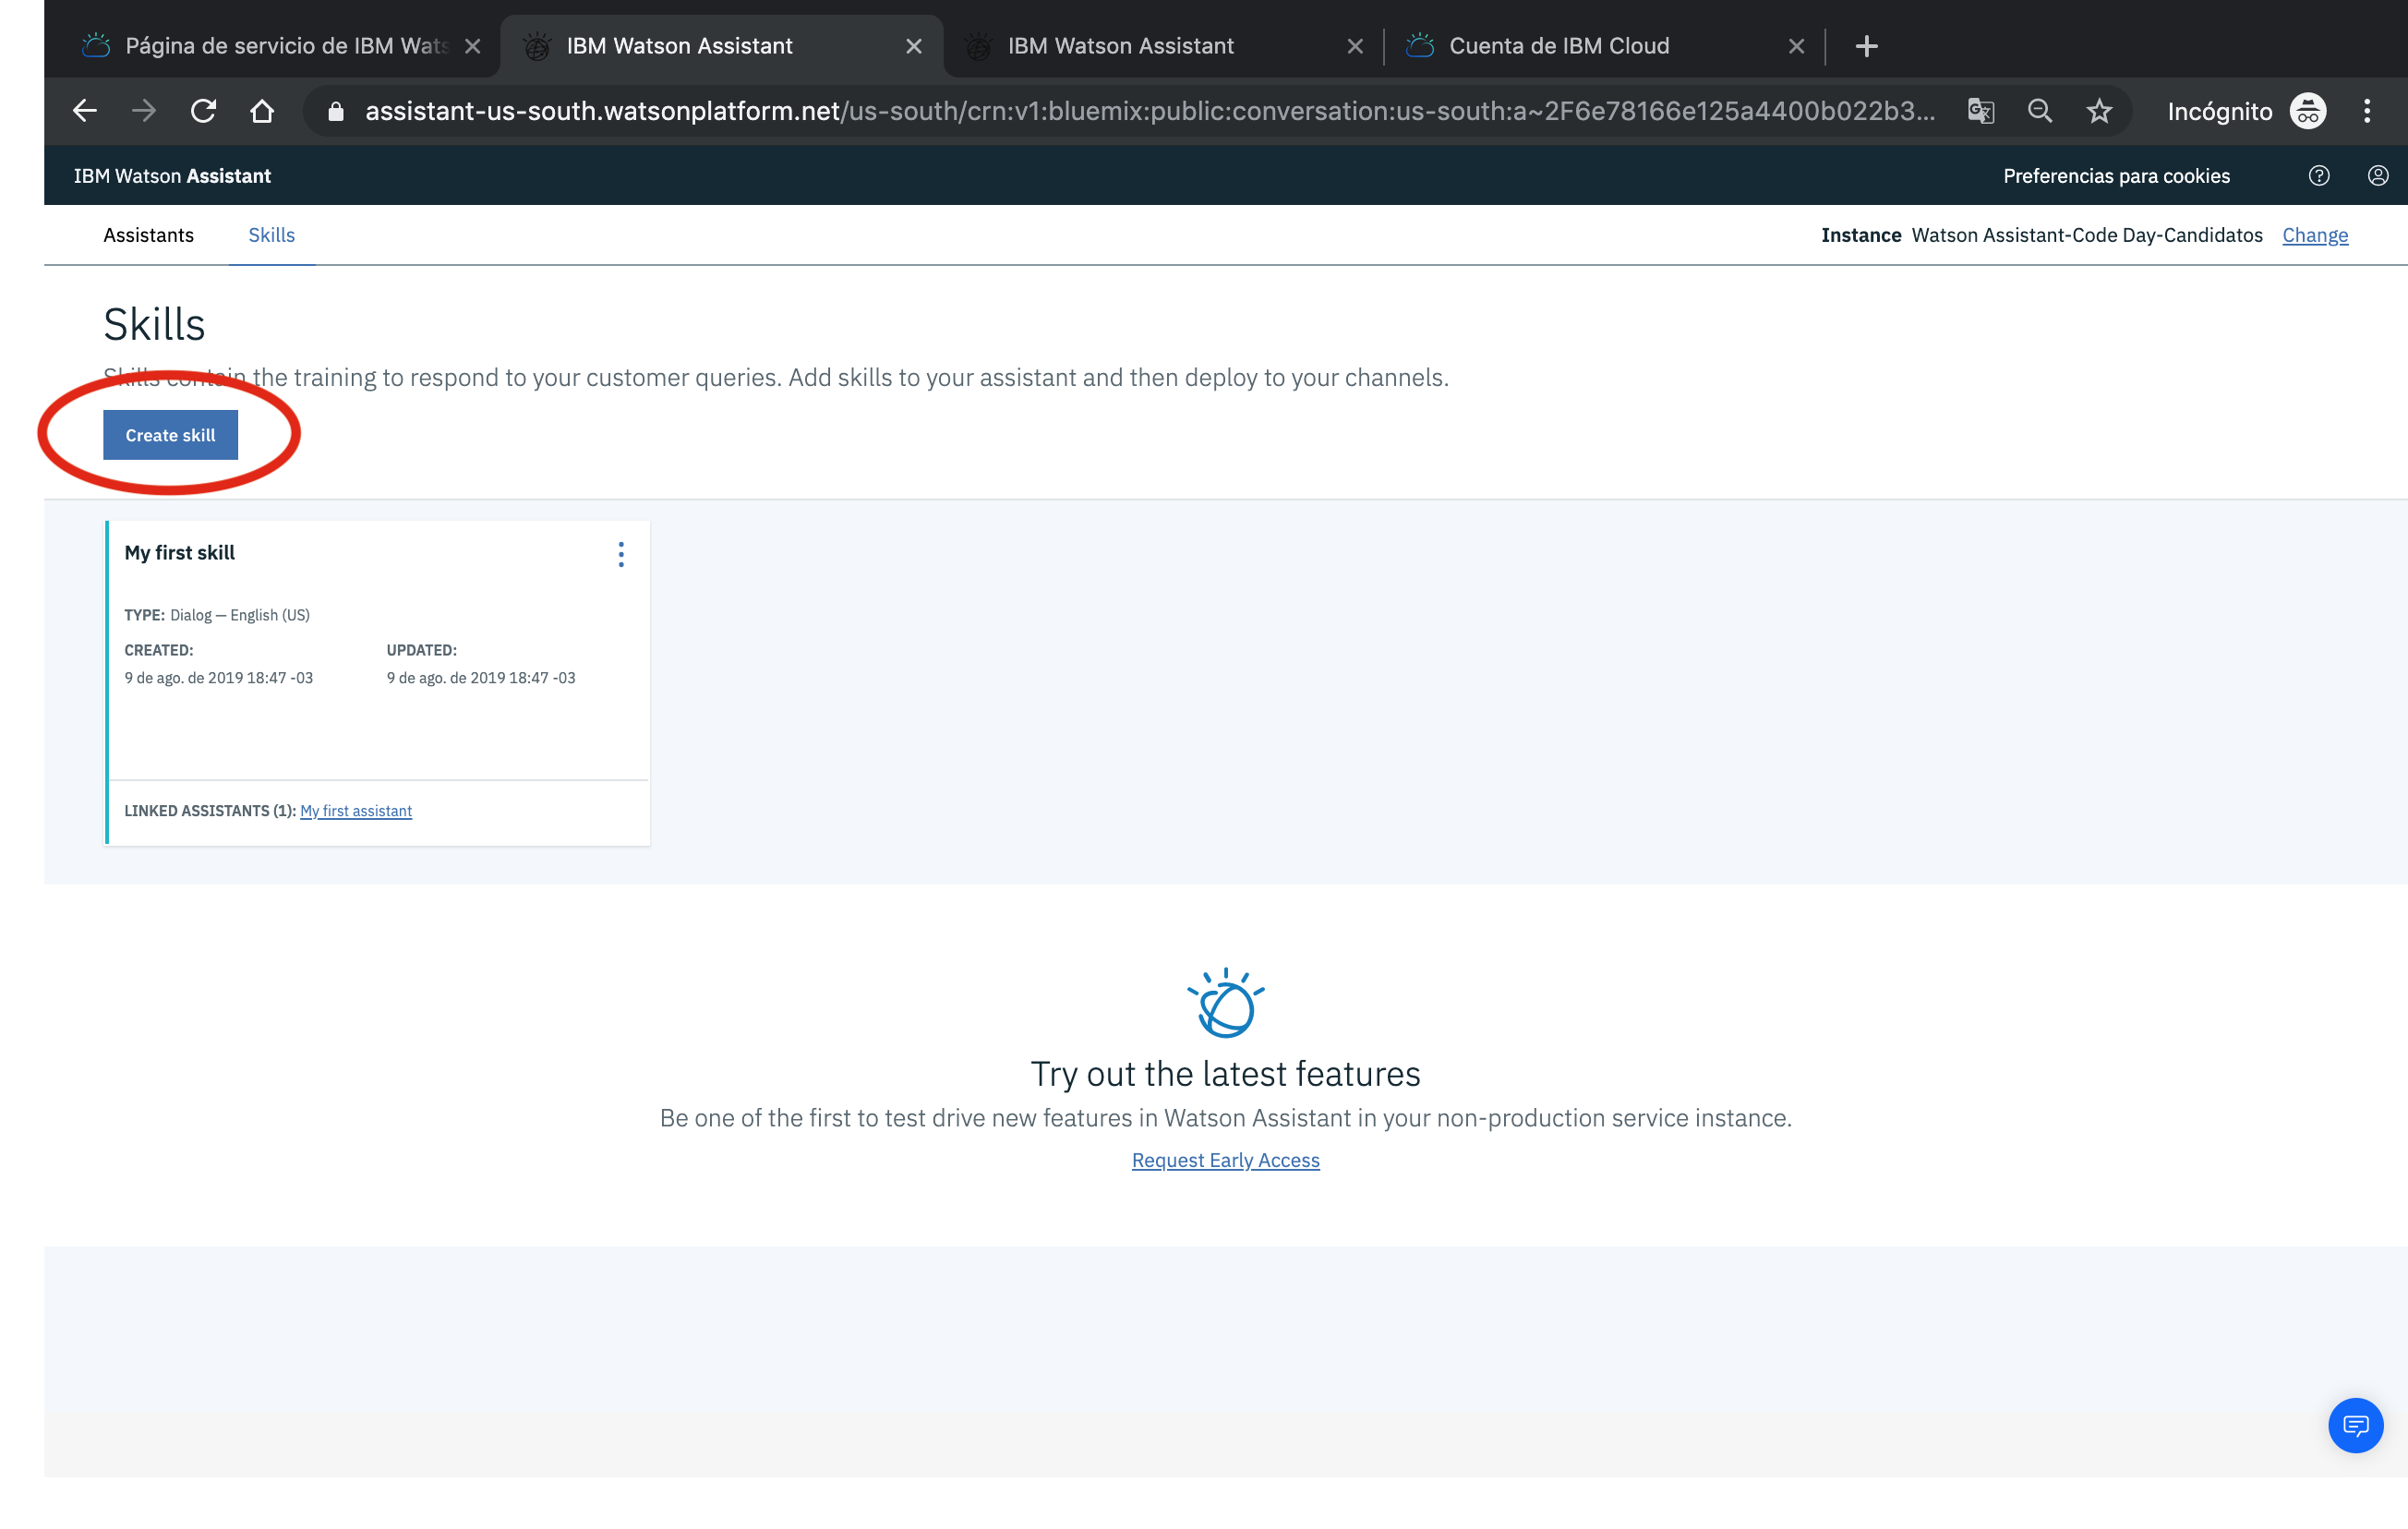 Página de servicio de IBM Wats
IBM Watson Assistant
IBM Watson Assistant
Cuenta de IBM Cloud
assistant-us-south.watsonplatform.net/us-south/crn:v1:bluemix:public:conversation:us-south:a~2F6e78166e125a4400b022b3...
Incógnito
IBM Watson Assistant
Preferencias para cookies
Assistants
Skills
Instance Watson Assistant-Code Day-Candidatos Change
Skills
Skills contain the training to respond to your customer queries. Add skills to your assistant and then deploy to your channels.
Create skill
My first skill
TYPE: Dialog — English (US)
CREATED:
UPDATED:
9 de ago. de 2019 18:47 -03
9 de ago. de 2019 18:47 -03
LINKED ASSISTANTS (1): My first assistant
Try out the latest features
Be one of the first to test drive new features in Watson Assistant in your non-production service instance.
Request Early Access